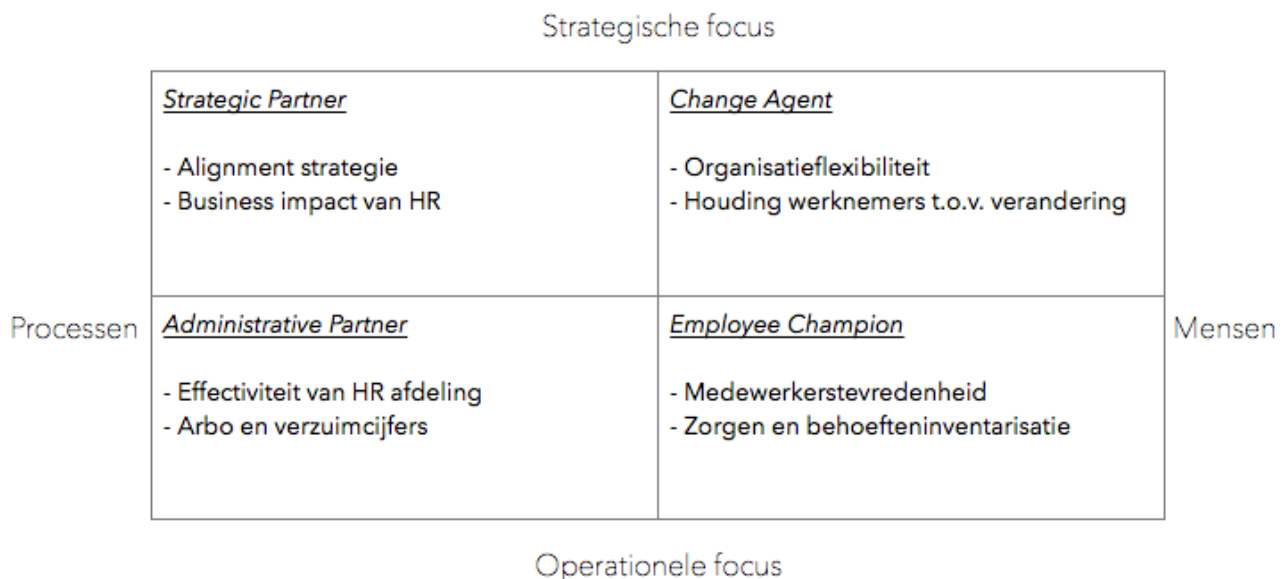 Strategische focus
Strategic Partner
- Alignment strategie
- Business impact van HR
Change Agent
- Organisatieflexibiliteit
- Houding werknemers t.o.v. verandering
Processen
Administrative Partner
- Effectiviteit van HR afdeling
- Arbo en verzuimcijfers
Employee Champion
- Medewerkerstevredenheid
- Zorgen en behoefteninventarisatie
Mensen
Operationele focus